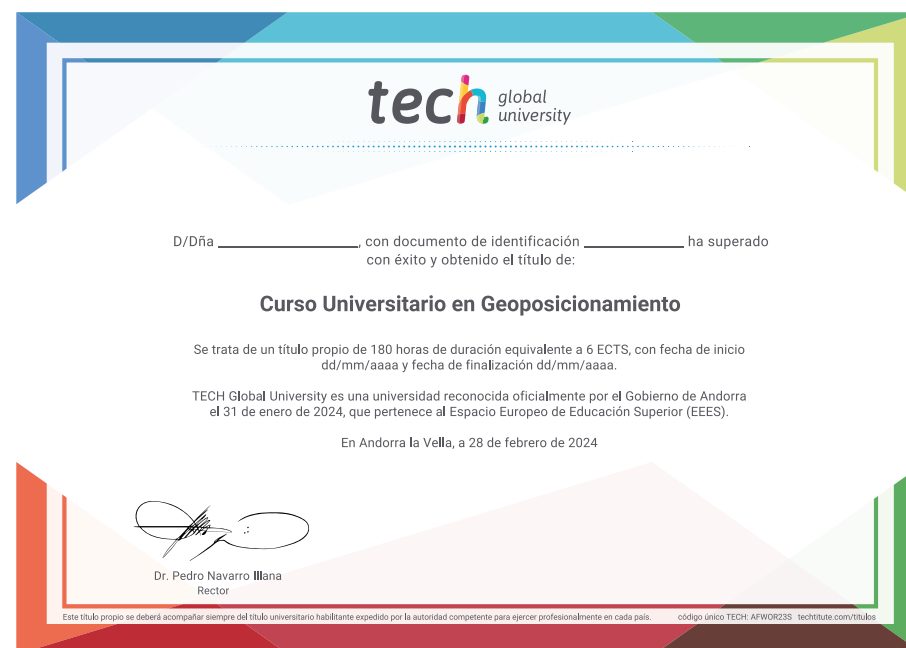 tech global
university
D/Dña ______________, con documento de identificación __________ ha superado
con éxito y obtenido el título de:
Curso Universitario en Geoposicionamiento
Se trata de un título propio de 180 horas de duración equivalente a 6 ECTS, con fecha de inicio
dd/mm/aaaa y fecha de finalización dd/mm/aaaa.
TECH Global University es una universidad reconocida oficialmente por el Gobierno de Andorra
el 31 de enero de 2024, que pertenece al Espacio Europeo de Educación Superior (EEES).
En Andorra la Vella, a 28 de febrero de 2024
Dr. Pedro Navarro Illana
Rector
Este título propio se deberá acompañar siempre del título universitario habilitante expedido por la autoridad competente para ejercer profesionalmente en cada país. código único TECH: AFWOR23S techtitute.com/titulos